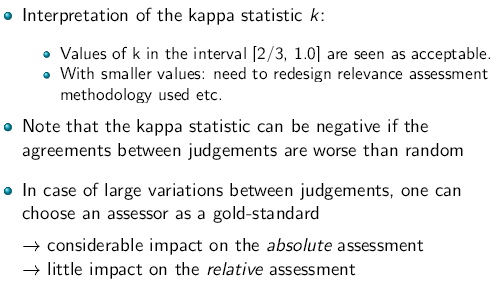 Interpretation of the kappa statistic k:
Values of k in the interval [2/3, 1.0] are seen as acceptable.
With smaller values: need to redesign relevance assessment
methodology used etc.
Note that the kappa statistic can be negative if the
agreements between judgements are worse than random
In case of large variations between judgements, one can
choose an assessor as a gold-standard
→ considerable impact on the absolute assessment
→ little impact on the relative assessment